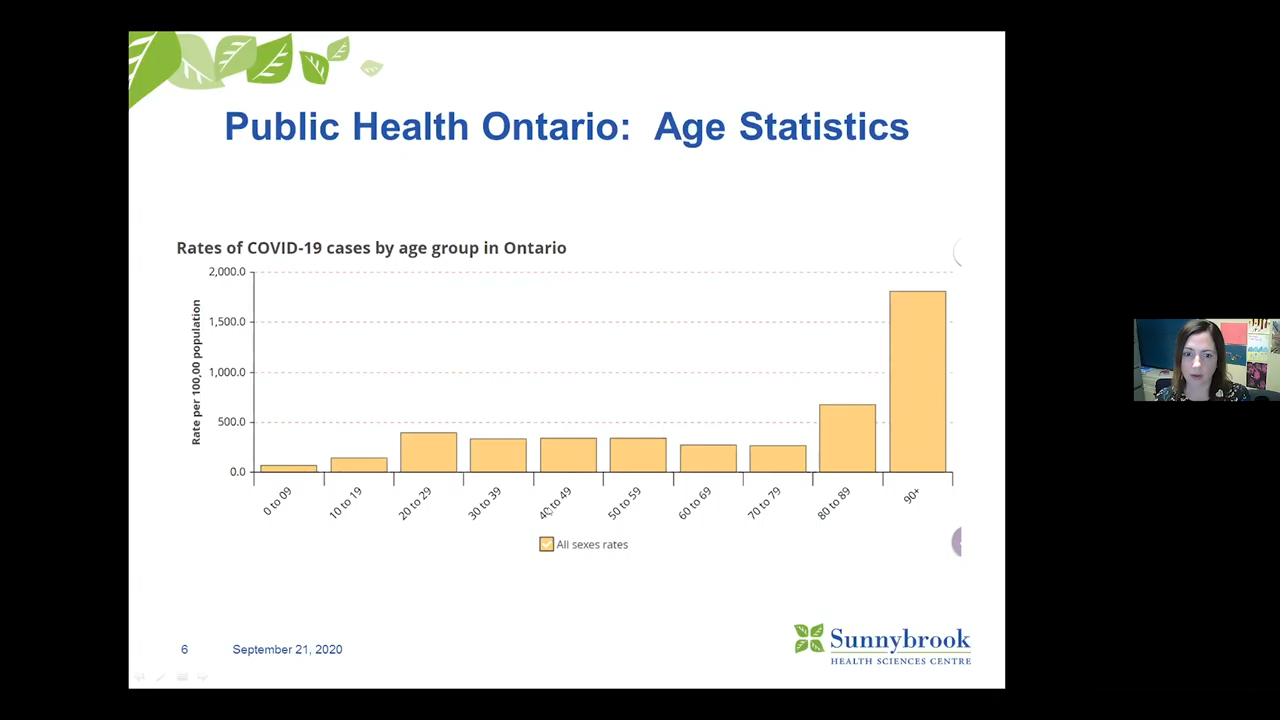 Public Health Ontario: Age Statistics
Rates of COVID-19 cases by age group in Ontario
2,000.0
1,500.0
1,000.0
500.0
0.0
Rate per 100,00 population
0 to 09
10 to 19
20 to 29
30 to 39
40 to 49
50 to 59
60 to 69
70 to 79
80 to 89
90+
All sexes rates
6
September 21, 2020
Sunnybrook
HEALTH SCIENCES CENTRE